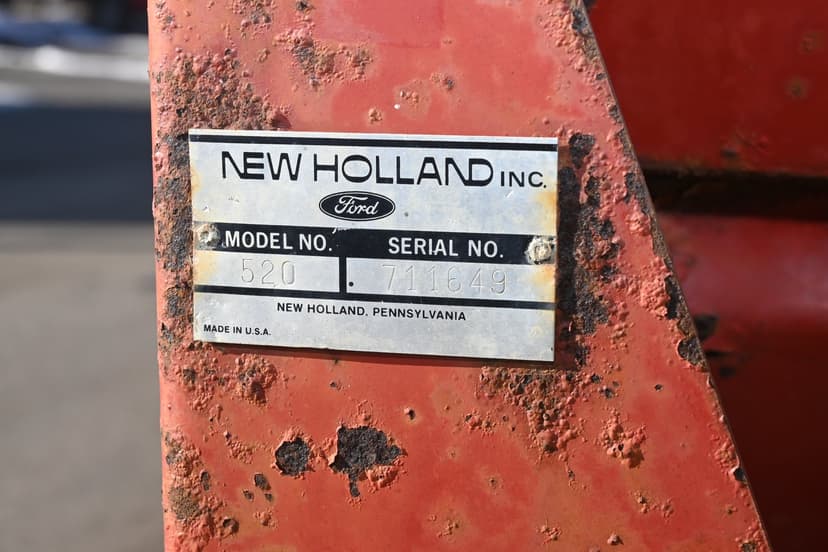 NEW HOLLAND INC.
Ford
MODEL NO. SERIAL NO.
520 711649
NEW HOLLAND, PENNSYLVANIA
MADE IN U.S.A.